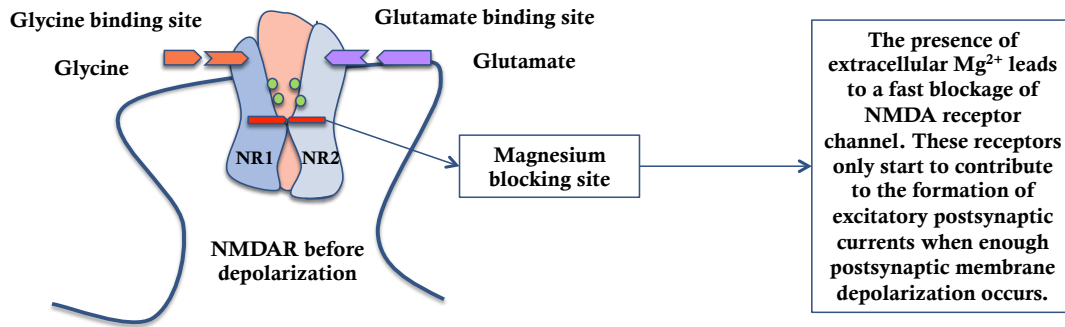 Glycine binding site
Glycine
Glutamate binding site
Glutamate
NR1
NR2
NMDAR before
depolarization
Magnesium
blocking site
The presence of
extracellular Mg²⁺ leads
to a fast blockage of
NMDA receptor
channel. These receptors
only start to contribute
to the formation of
excitatory postsynaptic
currents when enough
postsynaptic membrane
depolarization occurs.